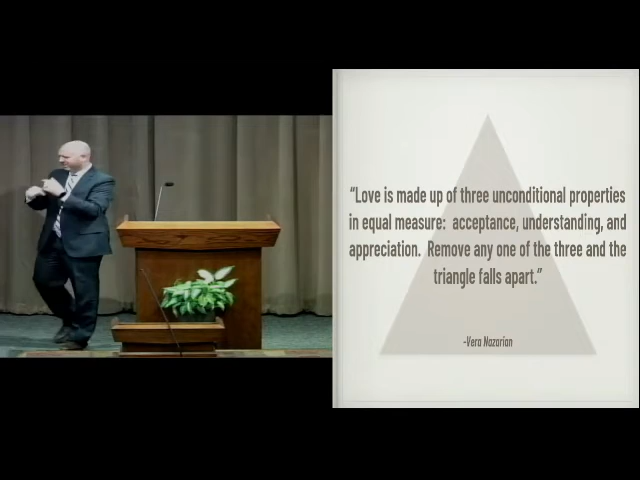 “Love is made up of three unconditional properties
in equal measure:  acceptance, understanding, and
appreciation.  Remove any one of the three and the
triangle falls apart.”
-Vera Nazarian